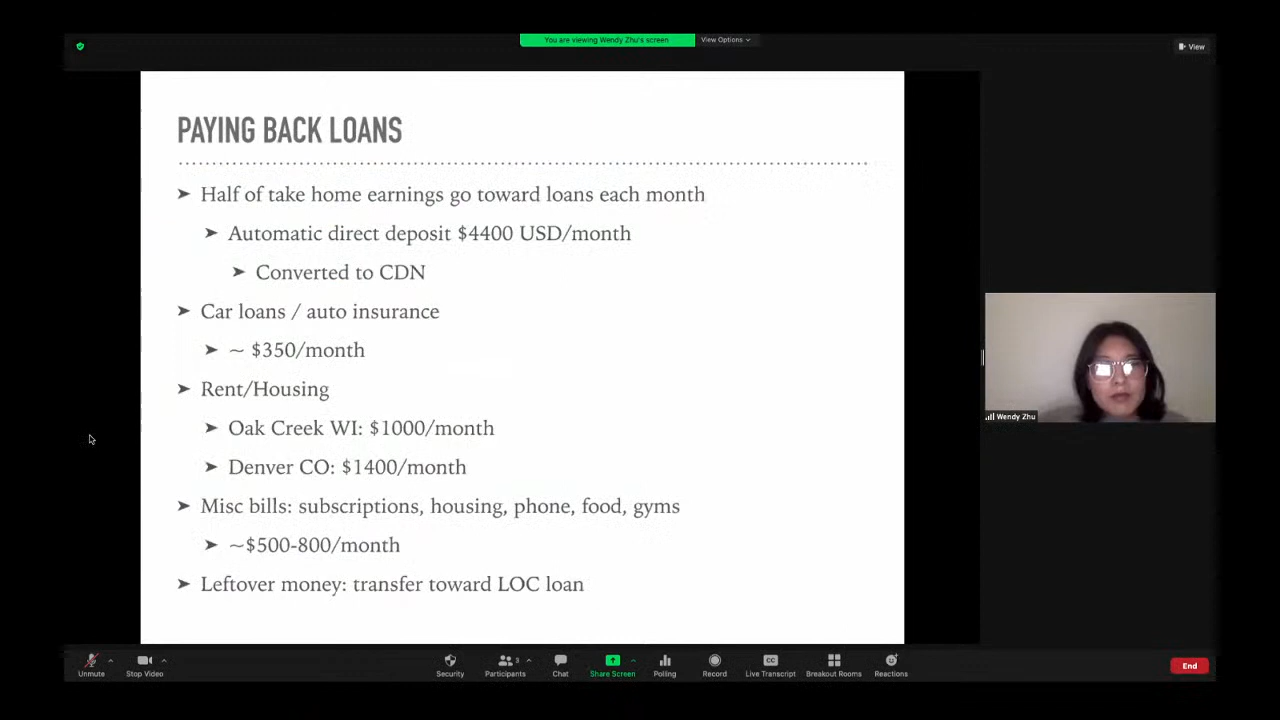 You are viewing Wendy Zhu's screen
View Options
View
PAYING BACK LOANS
➤ Half of take home earnings go toward loans each month
➤ Automatic direct deposit $4400 USD/month
➤ Converted to CDN
➤ Car loans / auto insurance
➤ ~ $350/month
➤ Rent/Housing
➤ Oak Creek WI: $1000/month
➤ Denver CO: $1400/month
➤ Misc bills: subscriptions, housing, phone, food, gyms
➤ ~$500-800/month
➤ Leftover money: transfer toward LOC loan
Wendy Zhu
Unmute
Stop Video
Security
Participants
3
Chat
Share Screen
Polling
Record
CC
Live Transcript
Breakout Rooms
Reactions
End